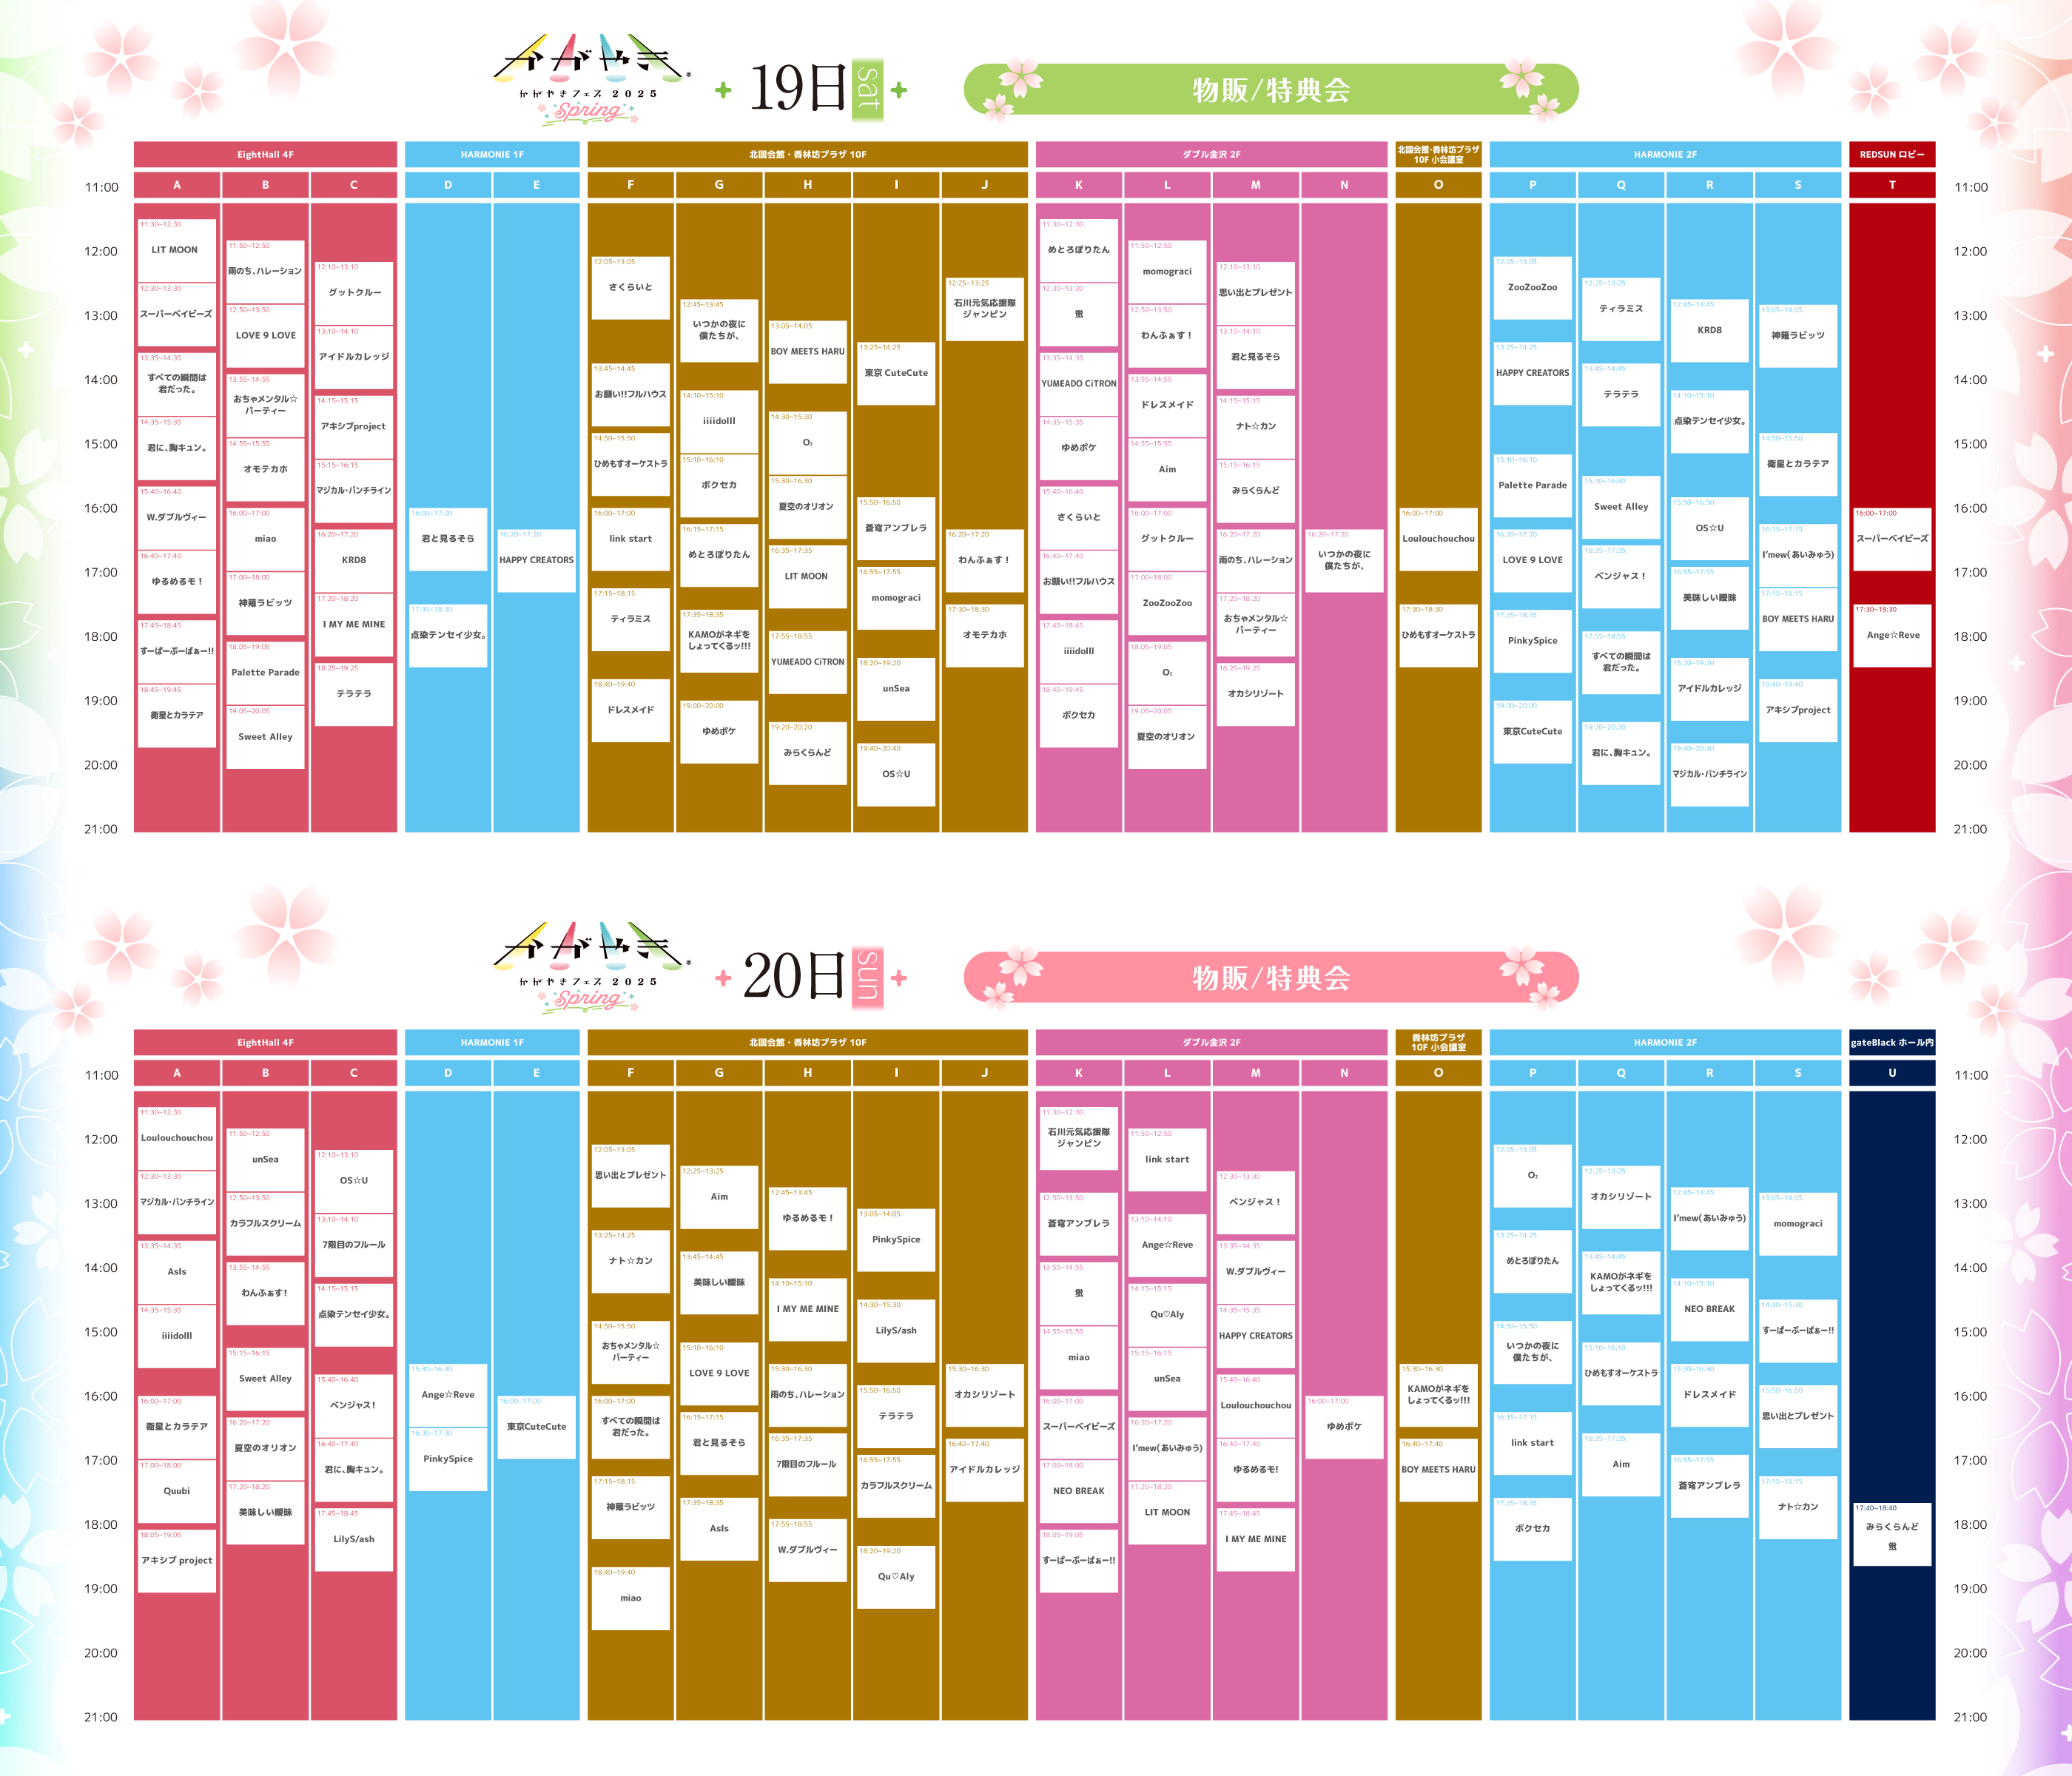 かがやき®
かがやきフェス 2025
Spring
19日 Sat
物販/特典会
EightHall 4F
HARMONIE 1F
北國会館・香林坊プラザ 10F
ダブル金沢 2F
北國会館・香林坊プラザ
10F 小会議室
HARMONIE 2F
REDSUN ロビー
A B C D E F G H I J K L M N O P Q R S T
11:00
12:00
13:00
14:00
15:00
16:00
17:00
18:00
19:00
20:00
21:00
11:30~12:30
LIT MOON
12:30~13:30
スーパーベイビーズ
13:35~14:35
すべての瞬間は
君だった。
14:35~15:35
君に、胸キュン。
15:40~16:40
W.ダブルヴィー
16:40~17:40
ゆるめるモ！
17:45~18:45
すーぱーぷーばぁー!!
18:45~19:45
衛星とカラテア
11:50~12:50
雨のち、ハレーション
12:50~13:50
LOVE 9 LOVE
13:55~14:55
おちゃメンタル☆
パーティー
14:55~15:55
オモテカホ
16:00~17:00
miao
17:00~18:00
神薙ラビッツ
18:05~19:05
Palette Parade
19:05~20:05
Sweet Alley
12:10~13:10
グットクルー
13:10~14:10
アイドルカレッジ
14:15~15:15
アキシブproject
15:15~16:15
マジカル・パンチライン
16:20~17:20
KRD8
17:20~18:20
I MY ME MINE
18:25~19:25
テラテラ
16:00~17:00
君と見るそら
17:30~18:30
点染テンセイ少女。
16:20~17:20
HAPPY CREATORS
12:05~13:05
さくらいと
13:45~14:45
お願い!!フルハウス
14:50~15:50
ひめもすオーケストラ
16:00~17:00
link start
17:15~18:15
ティラミス
18:40~19:40
ドレスメイド
12:45~13:45
いつかの夜に
僕たちが、
14:10~15:10
iiiidolll
15:10~16:10
ボクセカ
16:15~17:15
めとろぽりたん
17:35~18:35
KAMOがネギを
しょってくるッ!!!
19:00~20:00
ゆめポケ
13:05~14:05
BOY MEETS HARU
14:30~15:30
O₂
15:30~16:30
夏空のオリオン
16:35~17:35
LIT MOON
17:55~18:55
YUMEADO CiTRON
19:20~20:20
みらくらんど
13:25~14:25
東京 CuteCute
15:50~16:50
蒼穹アンブレラ
16:55~17:55
momograci
18:20~19:20
unSea
19:40~20:40
OS☆U
12:25~13:25
石川元気応援隊
ジャンピン
16:20~17:20
わんふぁす！
17:30~18:30
オモテカホ
11:30~12:30
めとろぽりたん
12:30~13:30
蛍
13:35~14:35
YUMEADO CiTRON
14:35~15:35
ゆめポケ
15:40~16:40
さくらいと
16:40~17:40
お願い!!フルハウス
17:45~18:45
iiiidolll
18:45~19:45
ボクセカ
11:50~12:50
momograci
12:50~13:50
わんふぁす！
13:55~14:55
ドレスメイド
14:55~15:55
Aim
16:00~17:00
グットクルー
17:00~18:00
ZooZooZoo
18:05~19:05
O₂
19:05~20:05
夏空のオリオン
12:10~13:10
思い出とプレゼント
13:10~14:10
君と見るそら
14:15~15:15
ナト☆カン
15:15~16:15
みらくらんど
16:20~17:20
雨のち、ハレーション
17:20~18:20
おちゃメンタル☆
パーティー
18:25~19:25
オカシリゾート
16:20~17:20
いつかの夜に
僕たちが、
16:00~17:00
Loulouchouchou
17:30~18:30
ひめもすオーケストラ
12:05~13:05
ZooZooZoo
13:25~14:25
HAPPY CREATORS
15:10~16:10
Palette Parade
16:20~17:20
LOVE 9 LOVE
17:35~18:35
PinkySpice
19:00~20:00
東京CuteCute
12:25~13:25
ティラミス
13:45~14:45
テラテラ
15:30~16:30
Sweet Alley
16:35~17:35
ベンジャス！
17:55~18:55
すべての瞬間は
君だった。
19:20~20:20
君に、胸キュン。
12:45~13:45
KRD8
14:10~15:10
点染テンセイ少女。
15:50~16:50
OS☆U
16:55~17:55
美味しい曖昧
18:20~19:20
アイドルカレッジ
19:40~20:40
マジカル・パンチライン
13:05~14:05
神薙ラビッツ
14:50~15:50
衛星とカラテア
16:15~17:15
I'mew(あいみゅう)
17:15~18:15
BOY MEETS HARU
18:40~19:40
アキシブproject
16:00~17:00
スーパーベイビーズ
17:30~18:30
Ange☆Reve
11:00
12:00
13:00
14:00
15:00
16:00
17:00
18:00
19:00
20:00
21:00
かがやき®
かがやきフェス 2025
Spring
20日 Sun
物販/特典会
EightHall 4F
HARMONIE 1F
北國会館・香林坊プラザ 10F
ダブル金沢 2F
香林坊プラザ
10F 小会議室
HARMONIE 2F
gateBlack ホール内
A B C D E F G H I J K L M N O P Q R S U
11:00
12:00
13:00
14:00
15:00
16:00
17:00
18:00
19:00
20:00
21:00
11:30~12:30
Loulouchouchou
12:30~13:30
マジカル・パンチライン
13:35~14:35
AsIs
14:35~15:35
iiiidolll
16:00~17:00
衛星とカラテア
17:00~18:00
Quubi
18:05~19:05
アキシブ project
11:50~12:50
unSea
12:50~13:50
カラフルスクリーム
13:55~14:55
わんふぁす!
15:15~16:15
Sweet Alley
16:20~17:20
夏空のオリオン
17:20~18:20
美味しい曖昧
12:10~13:10
OS☆U
13:10~14:10
7限目のフルール
14:15~15:15
点染テンセイ少女。
15:40~16:40
ベンジャス!
16:40~17:40
君に、胸キュン。
17:45~18:45
LilyS/ash
15:30~16:30
Ange☆Reve
16:30~17:30
PinkySpice
16:00~17:00
東京CuteCute
12:05~13:05
思い出とプレゼント
13:25~14:25
ナト☆カン
14:50~15:50
おちゃメンタル☆
パーティー
16:00~17:00
すべての瞬間は
君だった。
17:15~18:15
神薙ラビッツ
18:40~19:40
miao
12:25~13:25
Aim
13:45~14:45
美味しい曖昧
15:10~16:10
LOVE 9 LOVE
16:15~17:15
君と見るそら
17:35~18:35
AsIs
12:45~13:45
ゆるめるモ！
14:10~15:10
I MY ME MINE
15:30~16:30
雨のち、ハレーション
16:35~17:35
7限目のフルール
17:55~18:55
W.ダブルヴィー
13:05~14:05
PinkySpice
14:30~15:30
LilyS/ash
15:50~16:50
テラテラ
16:55~17:55
カラフルスクリーム
18:20~19:20
Qu♡Aly
15:30~16:30
オカシリゾート
16:40~17:40
アイドルカレッジ
11:30~12:30
石川元気応援隊
ジャンピン
12:50~13:50
蒼穹アンブレラ
13:55~14:55
蛍
14:55~15:55
miao
16:00~17:00
スーパーベイビーズ
17:00~18:00
NEO BREAK
18:05~19:05
すーぱーぷーばぁー!!
11:50~12:50
link start
13:10~14:10
Ange☆Reve
14:15~15:15
Qu♡Aly
15:15~16:15
unSea
16:20~17:20
I'mew(あいみゅう)
17:20~18:20
LIT MOON
12:30~13:30
ベンジャス！
13:35~14:35
W.ダブルヴィー
14:35~15:35
HAPPY CREATORS
15:40~16:40
Loulouchouchou
16:40~17:40
ゆるめるモ!
17:45~18:45
I MY ME MINE
16:00~17:00
ゆめポケ
15:30~16:30
KAMOがネギを
しょってくるッ!!!
16:40~17:40
BOY MEETS HARU
12:05~13:05
O₂
13:25~14:25
めとろぽりたん
14:50~15:50
いつかの夜に
僕たちが、
16:15~17:15
link start
17:35~18:35
ボクセカ
12:25~13:25
オカシリゾート
13:45~14:45
KAMOがネギを
しょってくるッ!!!
15:10~16:10
ひめもすオーケストラ
16:35~17:35
Aim
12:45~13:45
I'mew(あいみゅう)
14:10~15:10
NEO BREAK
15:30~16:30
ドレスメイド
16:55~17:55
蒼穹アンブレラ
13:05~14:05
momograci
14:30~15:30
すーぱーぷーばぁー!!
15:50~16:50
思い出とプレゼント
17:15~18:15
ナト☆カン
17:40~18:40
みらくらんど
蛍
11:00
12:00
13:00
14:00
15:00
16:00
17:00
18:00
19:00
20:00
21:00